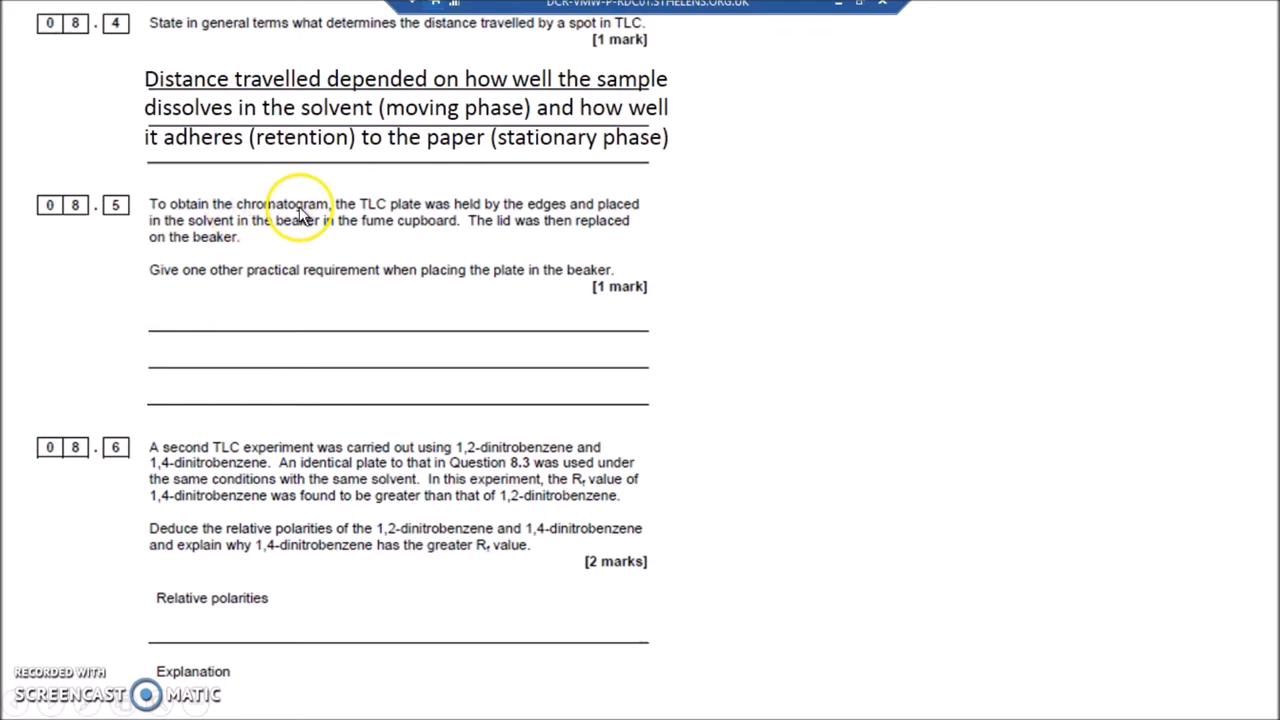 DCR-VMW-P-RDC01.STHELENS.ORG.UK
08.4 State in general terms what determines the distance travelled by a spot in TLC.
[1 mark]
Distance travelled depended on how well the sample
dissolves in the solvent (moving phase) and how well
it adheres (retention) to the paper (stationary phase)
08.5 To obtain the chromatogram, the TLC plate was held by the edges and placed
in the solvent in the beaker in the fume cupboard. The lid was then replaced
on the beaker.
Give one other practical requirement when placing the plate in the beaker.
[1 mark]
08.6 A second TLC experiment was carried out using 1,2-dinitrobenzene and
1,4-dinitrobenzene. An identical plate to that in Question 8.3 was used under
the same conditions with the same solvent. In this experiment, the Rf value of
1,4-dinitrobenzene was found to be greater than that of 1,2-dinitrobenzene.
Deduce the relative polarities of the 1,2-dinitrobenzene and 1,4-dinitrobenzene
and explain why 1,4-dinitrobenzene has the greater Rf value.
[2 marks]
Relative polarities
Explanation
RECORDED WITH
SCREENCAST MATIC